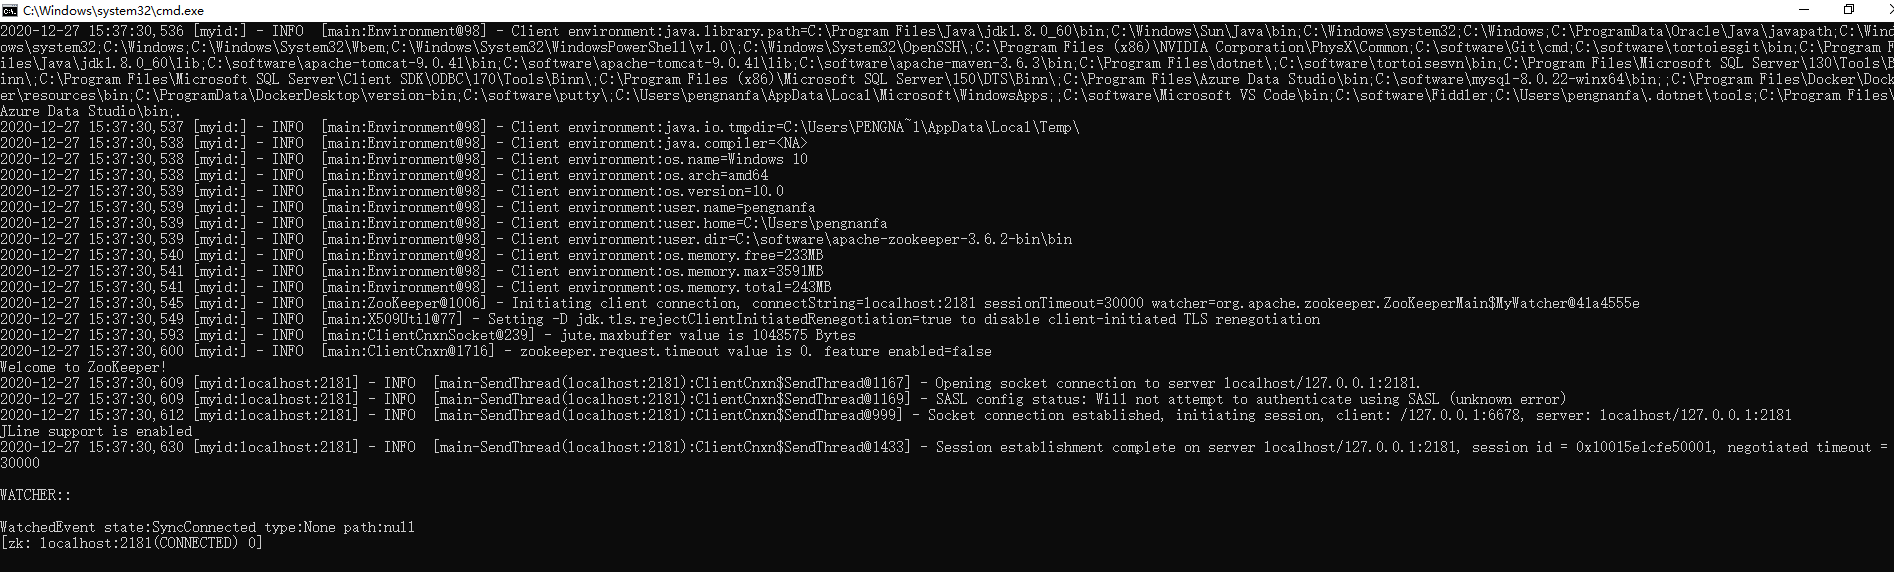 C:\Windows\system32\cmd.exe
2020-12-27 15:37:30,536 [myid:] - INFO  [main:Environment@98] - Client environment:java.library.path=C:\Program Files\Java\jdk1.8.0_60\bin;C:\Windows\Sun\Java\bin;C:\Windows\system32;C:\Windows;C:\ProgramData\Oracle\Java\javapath;C:\Wind
ows\system32;C:\Windows;C:\Windows\System32\Wbem;C:\Windows\System32\WindowsPowerShell\v1.0\;C:\Windows\System32\OpenSSH\;C:\Program Files (x86)\NVIDIA Corporation\PhysX\Common;C:\software\Git\cmd;C:\software\tortoiesgit\bin;C:\Program F
iles\Java\jdk1.8.0_60\lib;C:\software\apache-tomcat-9.0.41\bin;C:\software\apache-tomcat-9.0.41\lib;C:\software\apache-maven-3.6.3\bin;C:\Program Files\dotnet\;C:\software\tortoisesvn\bin;C:\Program Files\Microsoft SQL Server\130\Tools\B
inn\;C:\Program Files\Microsoft SQL Server\Client SDK\ODBC\170\Tools\Binn\;C:\Program Files (x86)\Microsoft SQL Server\150\DTS\Binn\;C:\Program Files\Azure Data Studio\bin;C:\software\mysql-8.0.22-winx64\bin;;C:\Program Files\Docker\Dock
er\resources\bin;C:\ProgramData\DockerDesktop\version-bin;C:\software\putty\;C:\Users\pengnanfa\AppData\Local\Microsoft\WindowsApps;;C:\software\Microsoft VS Code\bin;C:\software\Fiddler;C:\Users\pengnanfa\.dotnet\tools;C:\Program Files\
Azure Data Studio\bin;.
2020-12-27 15:37:30,537 [myid:] - INFO  [main:Environment@98] - Client environment:java.io.tmpdir=C:\Users\PENGNA~1\AppData\Local\Temp\
2020-12-27 15:37:30,538 [myid:] - INFO  [main:Environment@98] - Client environment:java.compiler=<NA>
2020-12-27 15:37:30,538 [myid:] - INFO  [main:Environment@98] - Client environment:os.name=Windows 10
2020-12-27 15:37:30,538 [myid:] - INFO  [main:Environment@98] - Client environment:os.arch=amd64
2020-12-27 15:37:30,539 [myid:] - INFO  [main:Environment@98] - Client environment:os.version=10.0
2020-12-27 15:37:30,539 [myid:] - INFO  [main:Environment@98] - Client environment:user.name=pengnanfa
2020-12-27 15:37:30,539 [myid:] - INFO  [main:Environment@98] - Client environment:user.home=C:\Users\pengnanfa
2020-12-27 15:37:30,539 [myid:] - INFO  [main:Environment@98] - Client environment:user.dir=C:\software\apache-zookeeper-3.6.2-bin\bin
2020-12-27 15:37:30,540 [myid:] - INFO  [main:Environment@98] - Client environment:os.memory.free=233MB
2020-12-27 15:37:30,541 [myid:] - INFO  [main:Environment@98] - Client environment:os.memory.max=3591MB
2020-12-27 15:37:30,541 [myid:] - INFO  [main:Environment@98] - Client environment:os.memory.total=243MB
2020-12-27 15:37:30,545 [myid:] - INFO  [main:ZooKeeper@1006] - Initiating client connection, connectString=localhost:2181 sessionTimeout=30000 watcher=org.apache.zookeeper.ZooKeeperMain$MyWatcher@41a4555e
2020-12-27 15:37:30,549 [myid:] - INFO  [main:X509Util@77] - Setting -D jdk.tls.rejectClientInitiatedRenegotiation=true to disable client-initiated TLS renegotiation
2020-12-27 15:37:30,593 [myid:] - INFO  [main:ClientCnxnSocket@239] - jute.maxbuffer value is 1048575 Bytes
2020-12-27 15:37:30,600 [myid:] - INFO  [main:ClientCnxn@1716] - zookeeper.request.timeout value is 0. feature enabled=false
Welcome to ZooKeeper!
2020-12-27 15:37:30,609 [myid:localhost:2181] - INFO  [main-SendThread(localhost:2181):ClientCnxn$SendThread@1167] - Opening socket connection to server localhost/127.0.0.1:2181.
2020-12-27 15:37:30,609 [myid:localhost:2181] - INFO  [main-SendThread(localhost:2181):ClientCnxn$SendThread@1169] - SASL config status: Will not attempt to authenticate using SASL (unknown error)
2020-12-27 15:37:30,612 [myid:localhost:2181] - INFO  [main-SendThread(localhost:2181):ClientCnxn$SendThread@999] - Socket connection established, initiating session, client: /127.0.0.1:6678, server: localhost/127.0.0.1:2181
JLine support is enabled
2020-12-27 15:37:30,630 [myid:localhost:2181] - INFO  [main-SendThread(localhost:2181):ClientCnxn$SendThread@1433] - Session establishment complete on server localhost/127.0.0.1:2181, session id = 0x10015e1cfe50001, negotiated timeout =
30000
WATCHER::
WatchedEvent state:SyncConnected type:None path:null
[zk: localhost:2181(CONNECTED) 0]